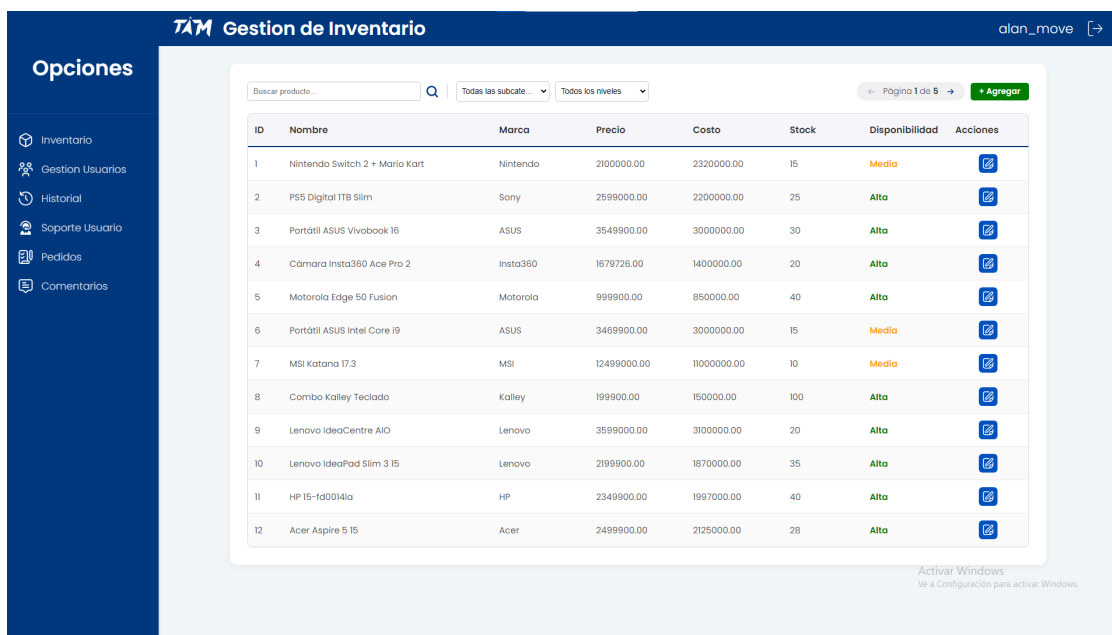 TAM Gestion de Inventario
alan_move
Opciones
Inventario
Gestion Usuarios
Historial
Soporte Usuario
Pedidos
Comentarios
Buscar producto...
Todas las subcate...
Todos los niveles
← Página 1 de 5 →
+ Agregar
ID Nombre Marca Precio Costo Stock Disponibilidad Acciones
1 Nintendo Switch 2 + Mario Kart Nintendo 2100000.00 2320000.00 15 Media
2 PS5 Digital 1TB Slim Sony 2599000.00 2200000.00 25 Alta
3 Portátil ASUS Vivobook 16 ASUS 3549900.00 3000000.00 30 Alta
4 Cámara Insta360 Ace Pro 2 Insta360 1679726.00 1400000.00 20 Alta
5 Motorola Edge 50 Fusion Motorola 999900.00 850000.00 40 Alta
6 Portátil ASUS Intel Core i9 ASUS 3469900.00 3000000.00 15 Media
7 MSI Katana 17.3 MSI 12499000.00 11000000.00 10 Media
8 Combo Kalley Teclado Kalley 199900.00 150000.00 100 Alta
9 Lenovo IdeaCentre AIO Lenovo 3599000.00 3100000.00 20 Alta
10 Lenovo IdeaPad Slim 3 15 Lenovo 2199900.00 1870000.00 35 Alta
11 HP 15-fd0014la HP 2349900.00 1997000.00 40 Alta
12 Acer Aspire 5 15 Acer 2499900.00 2125000.00 28 Alta
Activar Windows
Ve a Configuración para activar Windows.